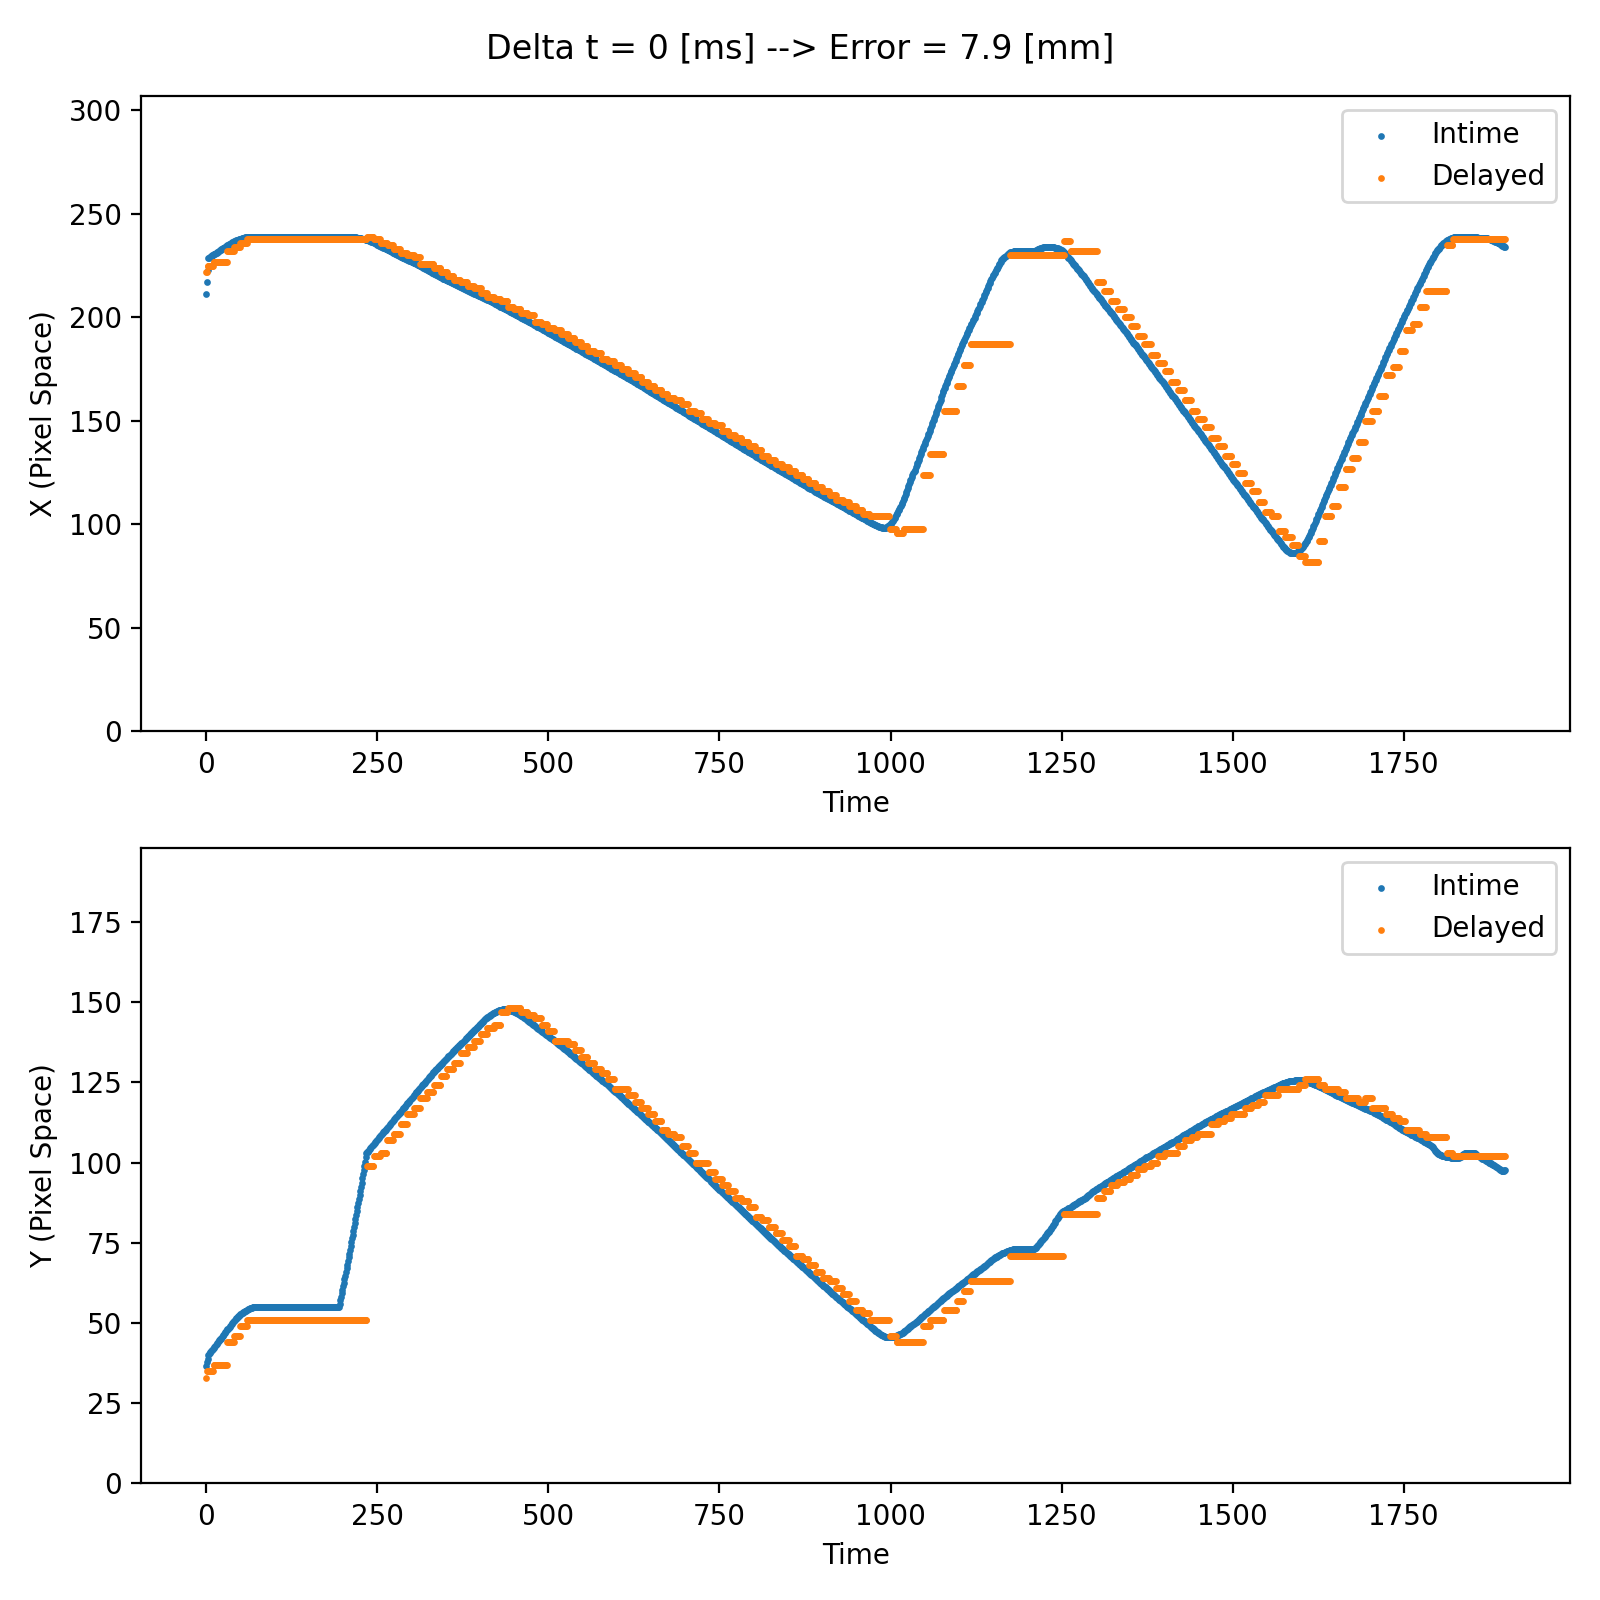 Delta t = 0 [ms] --> Error = 7.9 [mm]
300
250
200
150
100
50
0
X (Pixel Space)
Intime
Delayed
0 250 500 750 1000 1250 1500 1750
Time
175
150
125
100
75
50
25
0
Y (Pixel Space)
Intime
Delayed
0 250 500 750 1000 1250 1500 1750
Time